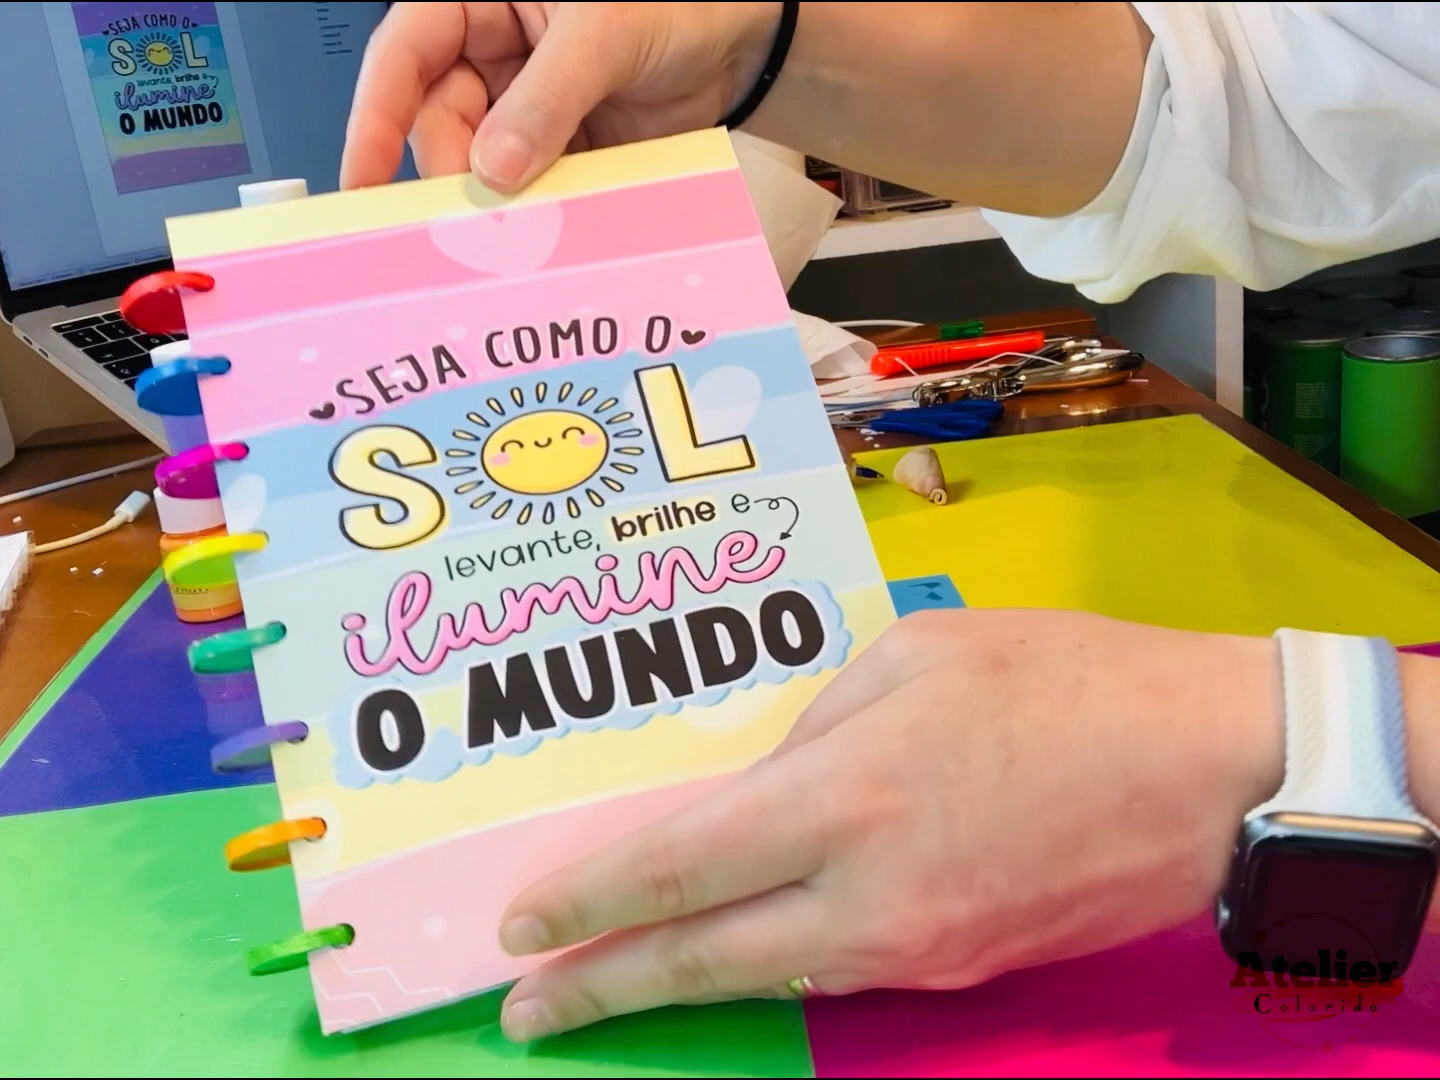 SEJA COMO O
SOL
levante, brilhe e
ilumine
O MUNDO
SEJA COMO O
SOL
levante, brilhe e
ilumine
O MUNDO
Atelier
Colorido